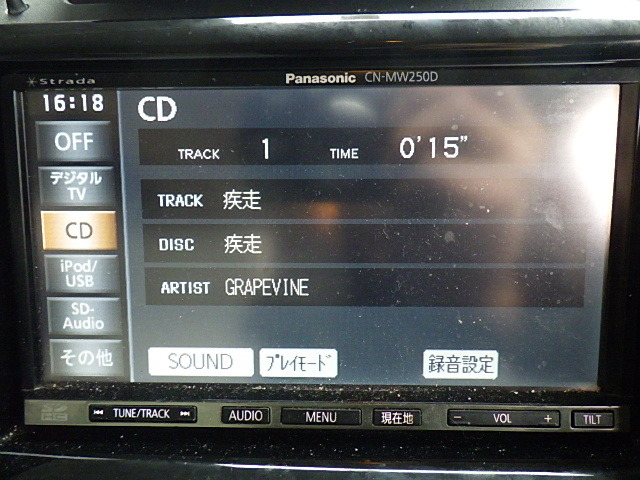 Strada
Panasonic CN-MW250D
16:18
CD
OFF
TRACK 1 TIME 0'15"
デジタル
TV
TRACK 疾走
CD
DISC 疾走
iPod/
USB
ARTIST GRAPEVINE
SD-
Audio
その他
SOUND プレイモード 録音設定
TUNE/TRACK AUDIO MENU 現在地 - VOL + TILT